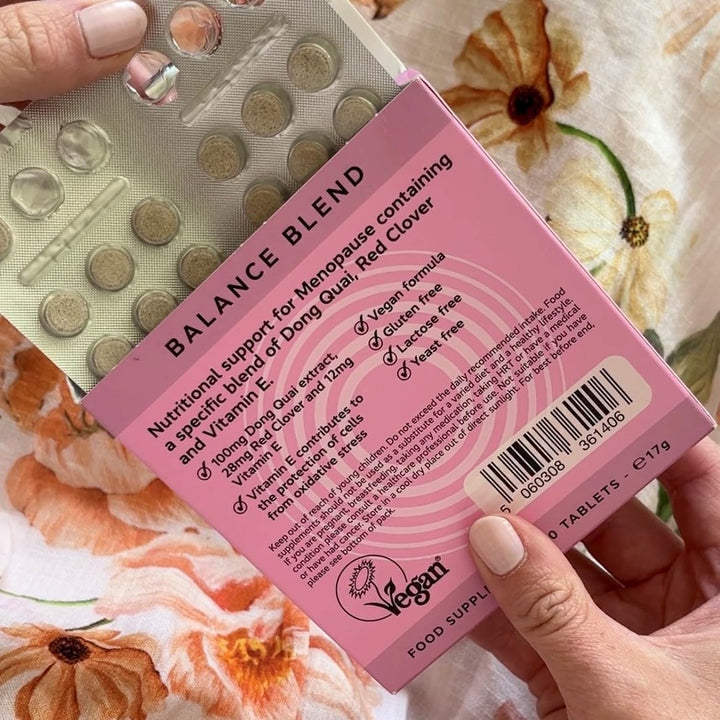 BALANCE BLEND
Nutritional support for Menopause containing
a specific blend of Dong Quai, Red Clover
and Vitamin E.
100mg Dong Quai extract,
28mg Red Clover and 12mg
Vitamin E
Vitamin E contributes to
the protection of cells
from oxidative stress
Vegan formula
Gluten free
Lactose free
Yeast free
Keep out of reach of young children. Do not exceed the daily recommended intake. Food
supplements should not be used as a substitute for a varied diet and a healthy lifestyle.
If you are pregnant, breastfeeding, taking any medication, taking HRT or have a medical
condition please consult a healthcare professional before use. Not suitable if you have
or have had cancer. Store in a cool dry place out of direct sunlight. For best before end,
please see bottom of pack.
5 060308 361406
Vegan
FOOD SUPPL
0 TABLETS - ℮17g